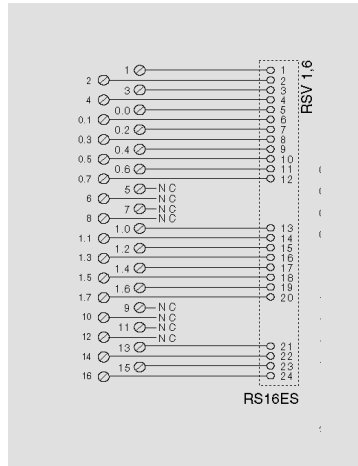 1 1
2 2
3 3
4 4
0.0 5
0.1 6
0.2 7
0.3 8
0.4 9
0.5 10
0.6 11
0.7 12
5 NC
6 NC
7 NC
8 NC
1.0 13
1.1 14
1.2 15
1.3 16
1.4 17
1.5 18
1.6 19
1.7 20
9 NC
10 NC
11 NC
12 NC
13 21
14 22
15 23
16 24
RSV 1,6
RS16ES